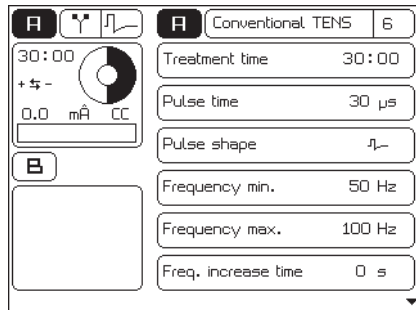 A
A Conventional TENS 6
30:00
+ ⇆ -
0.0 mÂ CC
B
Treatment time 30:00
Pulse time 30 µs
Pulse shape
Frequency min. 50 Hz
Frequency max. 100 Hz
Freq. increase time 0 s